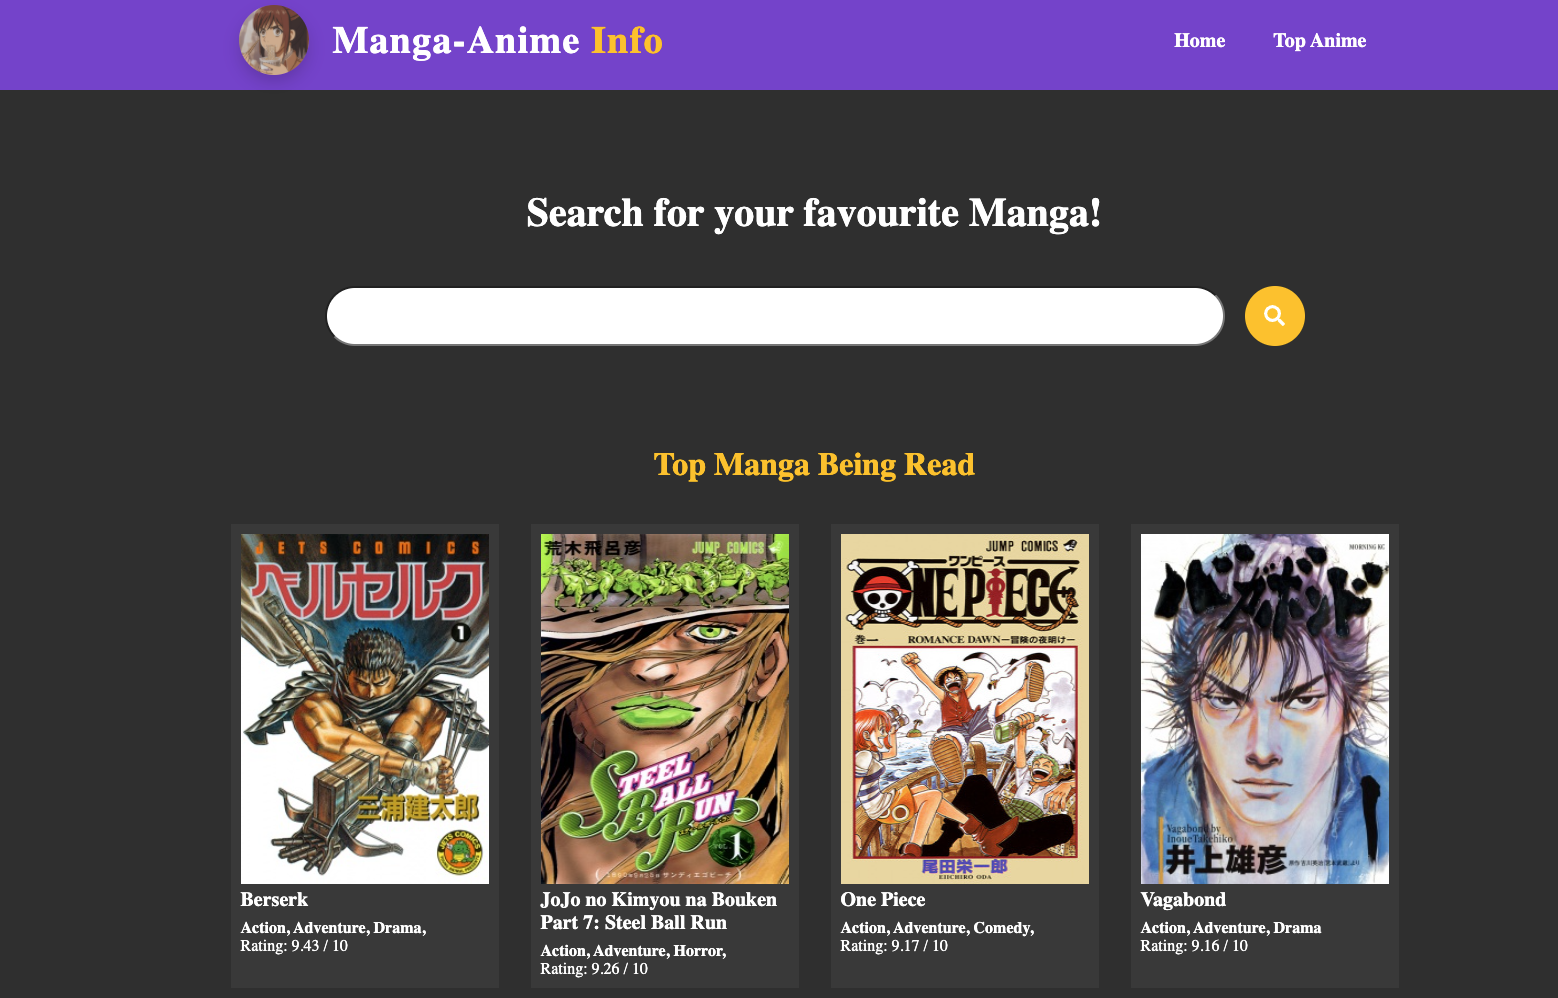 Manga-Anime Info
Home
Top Anime
Search for your favourite Manga!
Top Manga Being Read
JETS COMICS
ベルセルク
1
三浦建太郎
JETS COMICS
Berserk
Action, Adventure, Drama,
Rating: 9.43 / 10
荒木飛呂彦
JUMP COMICS
STEEL
BALL
RUN
VOL. 1
JoJo no Kimyou na Bouken
Part 7: Steel Ball Run
Action, Adventure, Horror,
Rating: 9.26 / 10
JUMP COMICS
ワンピース
ONE PIECE
巻一
ROMANCE DAWN—冒険の夜明け—
尾田栄一郎
EIICHIRO ODA
One Piece
Action, Adventure, Comedy,
Rating: 9.17 / 10
MORNING KC
バガボンド
Vagabond by
Inoue Takehiko
井上雄彦
Vagabond
Action, Adventure, Drama
Rating: 9.16 / 10